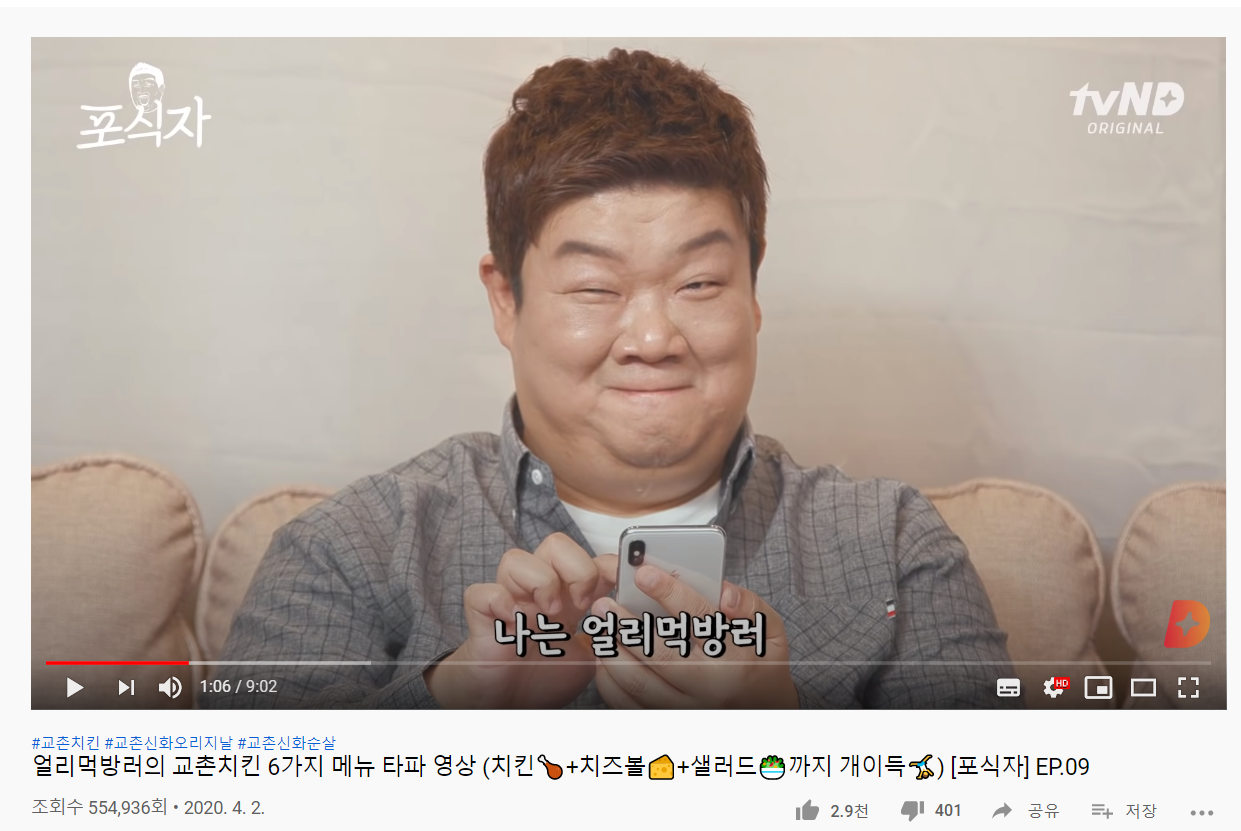 포식자
tvND
ORIGINAL
나는 얼리먹방러
1:06 / 9:02
HD
#교촌치킨 #교촌신화오리지날 #교촌신화순살
얼리먹방러의 교촌치킨 6가지 메뉴 타파 영상 (치킨🍗+치즈볼🧀+샐러드🥗까지 개이득🤸) [포식자] EP.09
조회수 554,936회 • 2020. 4. 2.
2.9천 401 공유 저장